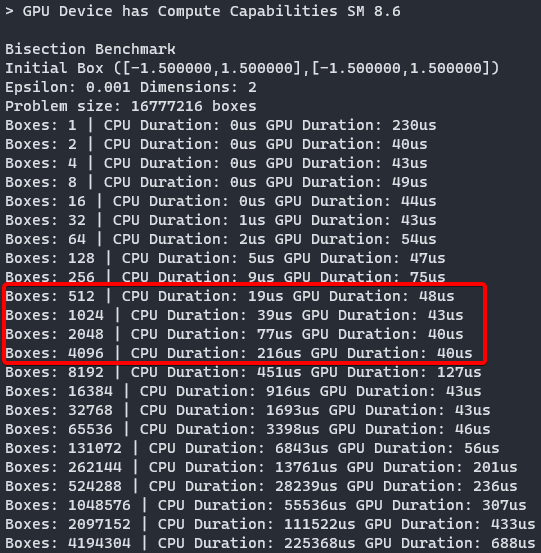 > GPU Device has Compute Capabilities SM 8.6
Bisection Benchmark
Initial Box ([-1.500000,1.500000],[-1.500000,1.500000])
Epsilon: 0.001 Dimensions: 2
Problem size: 16777216 boxes
Boxes: 1 | CPU Duration: 0us GPU Duration: 230us
Boxes: 2 | CPU Duration: 0us GPU Duration: 40us
Boxes: 4 | CPU Duration: 0us GPU Duration: 43us
Boxes: 8 | CPU Duration: 0us GPU Duration: 49us
Boxes: 16 | CPU Duration: 0us GPU Duration: 44us
Boxes: 32 | CPU Duration: 1us GPU Duration: 43us
Boxes: 64 | CPU Duration: 2us GPU Duration: 54us
Boxes: 128 | CPU Duration: 5us GPU Duration: 47us
Boxes: 256 | CPU Duration: 9us GPU Duration: 75us
Boxes: 512 | CPU Duration: 19us GPU Duration: 48us
Boxes: 1024 | CPU Duration: 39us GPU Duration: 43us
Boxes: 2048 | CPU Duration: 77us GPU Duration: 40us
Boxes: 4096 | CPU Duration: 216us GPU Duration: 40us
Boxes: 8192 | CPU Duration: 451us GPU Duration: 127us
Boxes: 16384 | CPU Duration: 916us GPU Duration: 43us
Boxes: 32768 | CPU Duration: 1693us GPU Duration: 43us
Boxes: 65536 | CPU Duration: 3398us GPU Duration: 46us
Boxes: 131072 | CPU Duration: 6843us GPU Duration: 56us
Boxes: 262144 | CPU Duration: 13761us GPU Duration: 201us
Boxes: 524288 | CPU Duration: 28239us GPU Duration: 236us
Boxes: 1048576 | CPU Duration: 55536us GPU Duration: 307us
Boxes: 2097152 | CPU Duration: 111522us GPU Duration: 433us
Boxes: 4194304 | CPU Duration: 225368us GPU Duration: 688us